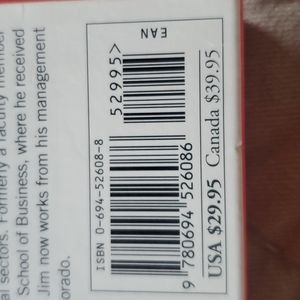 al sectors. Formerly a faculty member
School of Business, where he received
Jim now works from his management
orado.
ISBN 0-694-52608-8
52995>
EAN
9 780694 526086
USA $29.95 Canada $39.95